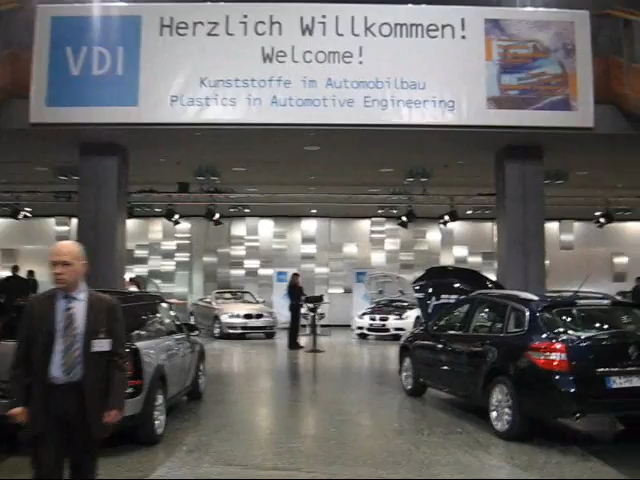 VDI
Herzlich Willkommen!
Welcome!
Kunststoffe im Automobilbau
Plastics in Automotive Engineering